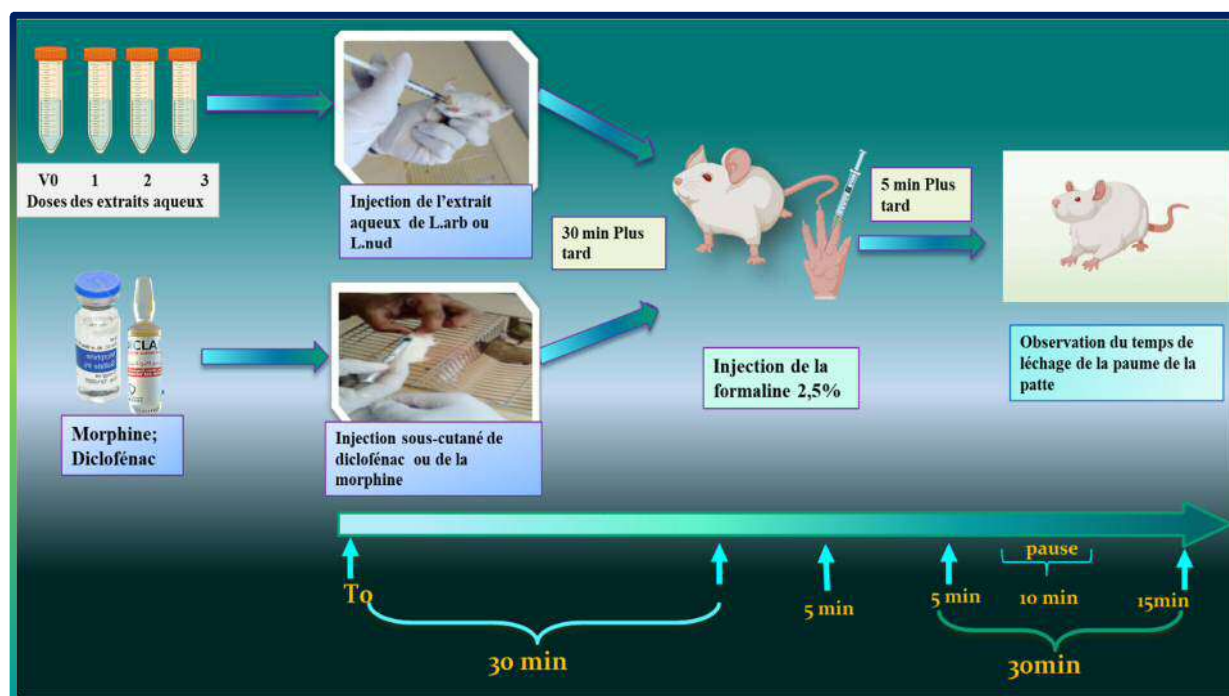 V0 1 2 3
Doses des extraits aqueux
Injection de l'extrait
aqueux de L.arb ou
L.nud
30 min Plus
tard
5 min Plus
tard
Morphine;
Diclofénac
Injection sous-cutané de
diclofénac ou de la
morphine
Injection de la
formaline 2,5%
Observation du temps de
léchage de la paume de la
patte
To
30 min
5 min
5 min
pause
10 min
15min
30min